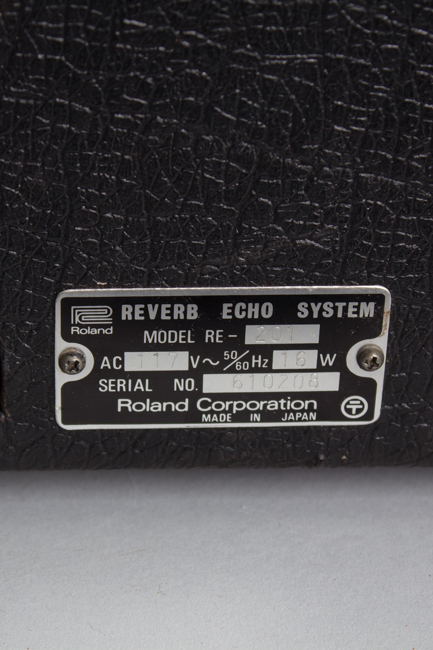 REVERB ECHO SYSTEM
Roland
MODEL RE-201
AC 117 V~ 50/60 Hz 16 W
SERIAL NO. 610208
Roland Corporation
MADE IN JAPAN